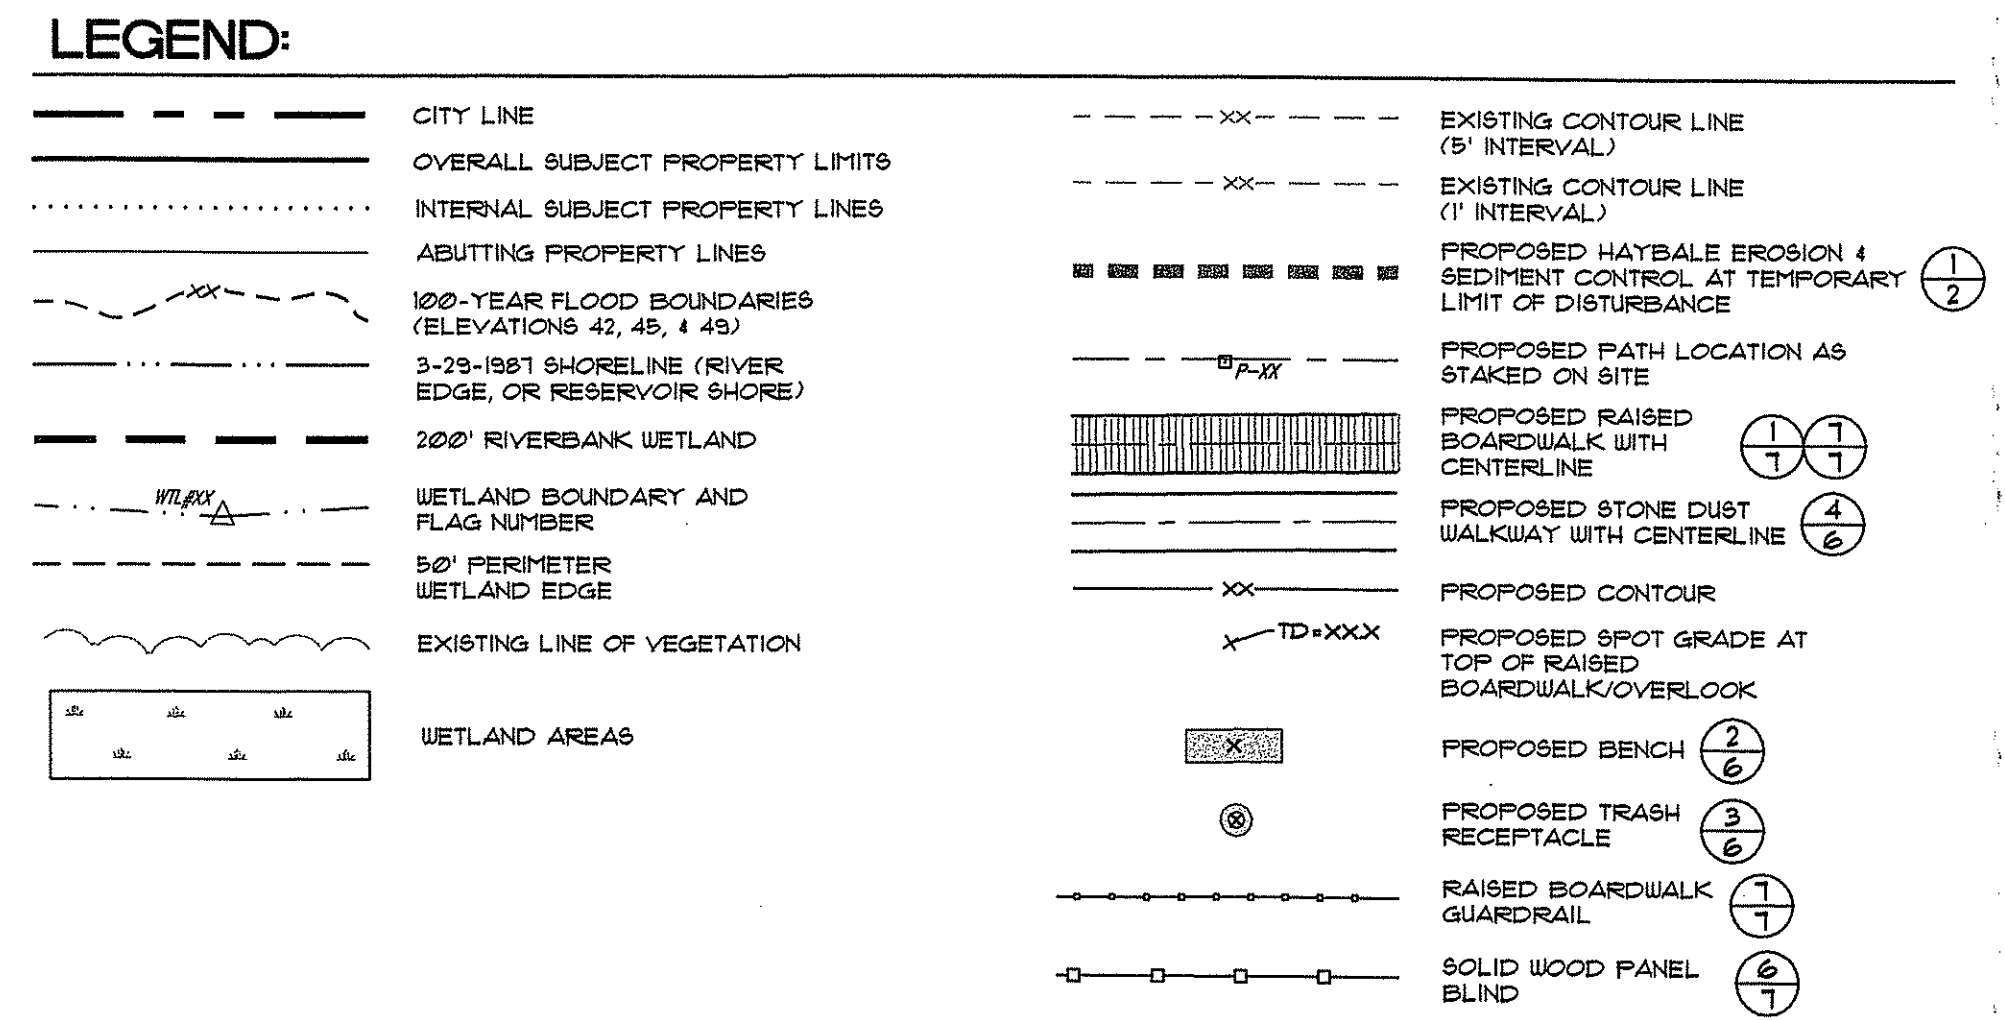 LEGEND:
CITY LINE
OVERALL SUBJECT PROPERTY LIMITS
INTERNAL SUBJECT PROPERTY LINES
ABUTTING PROPERTY LINES
XX
100-YEAR FLOOD BOUNDARIES
(ELEVATIONS 42, 45, & 49)
3-29-1987 SHORELINE (RIVER
EDGE, OR RESERVOIR SHORE)
200' RIVERBANK WETLAND
WTL#XX
WETLAND BOUNDARY AND
FLAG NUMBER
50' PERIMETER
WETLAND EDGE
EXISTING LINE OF VEGETATION
WETLAND AREAS
XX
EXISTING CONTOUR LINE
(5' INTERVAL)
XX
EXISTING CONTOUR LINE
(1' INTERVAL)
PROPOSED HAYBALE EROSION &
SEDIMENT CONTROL AT TEMPORARY
LIMIT OF DISTURBANCE
1
2
P-XX
PROPOSED PATH LOCATION AS
STAKED ON SITE
PROPOSED RAISED
BOARDWALK WITH
CENTERLINE
1 7
7 7
PROPOSED STONE DUST
WALKWAY WITH CENTERLINE
4
6
XX
PROPOSED CONTOUR
X TD=XX.X
PROPOSED SPOT GRADE AT
TOP OF RAISED
BOARDWALK/OVERLOOK
X
PROPOSED BENCH
2
6
X
PROPOSED TRASH
RECEPTACLE
3
6
RAISED BOARDWALK
GUARDRAIL
7
7
SOLID WOOD PANEL
BLIND
6
7